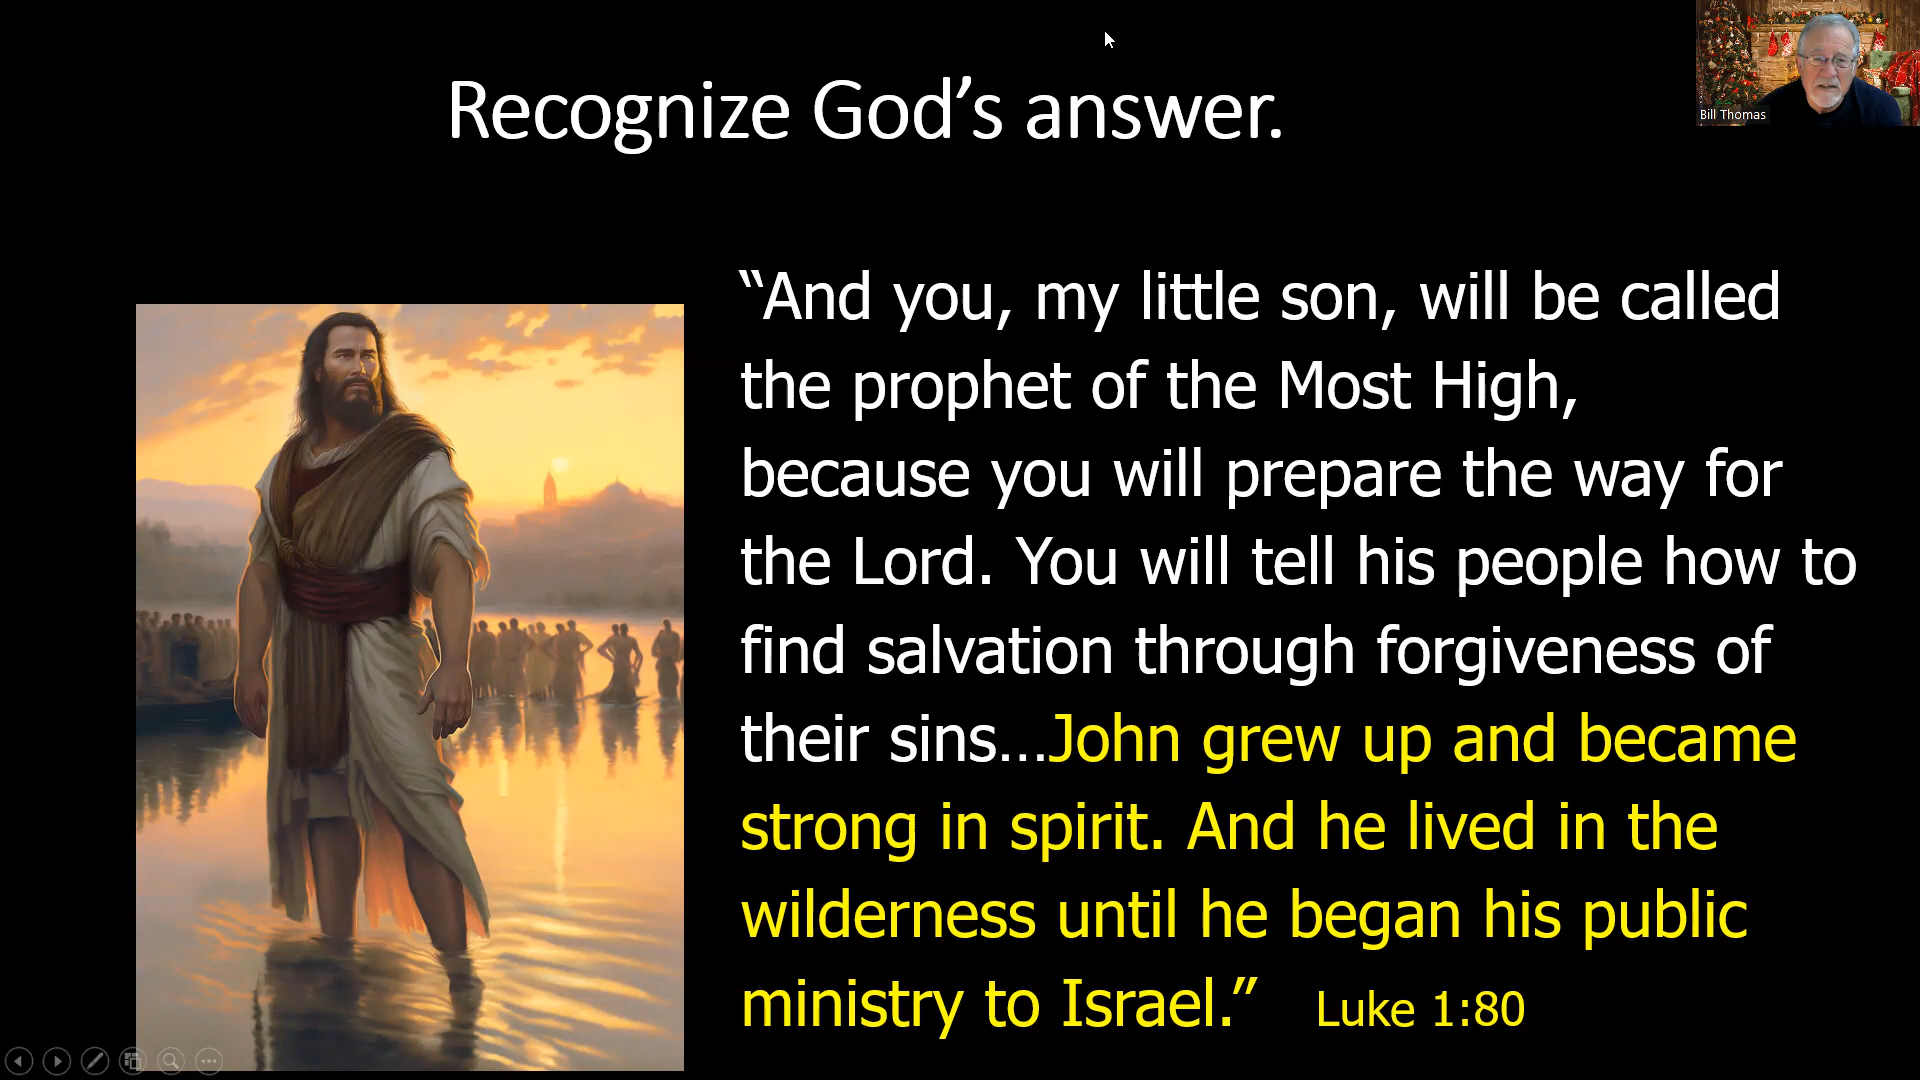 Recognize God’s answer.
Bill Thomas
“And you, my little son, will be called
the prophet of the Most High,
because you will prepare the way for
the Lord. You will tell his people how to
find salvation through forgiveness of
their sins…John grew up and became
strong in spirit. And he lived in the
wilderness until he began his public
ministry to Israel.” Luke 1:80